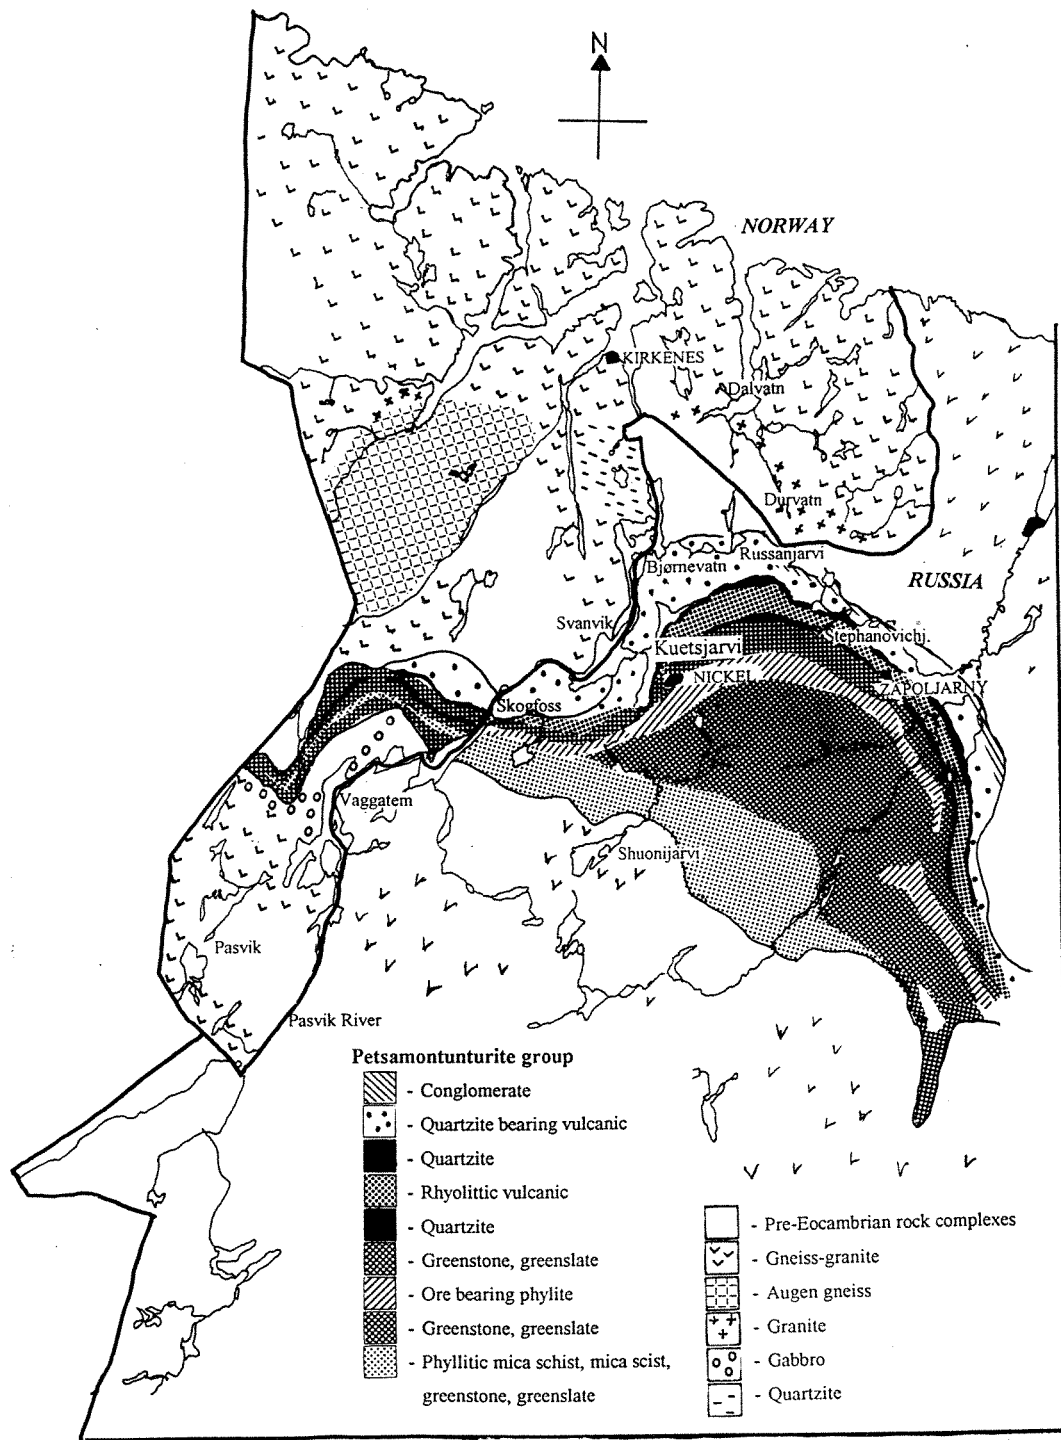 N
NORWAY
KIRKENES
Dalvatn
Durvatn
Russanjarvi
Bjørnevatn
RUSSIA
Svanvik
Stephanovichj.
Kuetsjarvi
NICKEL
ZAPOLJARNY
Skogfoss
Vaggatem
Shuonijarvi
Pasvik
Pasvik River
Petsamontunturite group
- Conglomerate
- Quartzite bearing vulcanic
- Quartzite
- Rhyolittic vulcanic
- Quartzite
- Greenstone, greenslate
- Ore bearing phylite
- Greenstone, greenslate
- Phyllitic mica schist, mica scist,
greenstone, greenslate
- Pre-Eocambrian rock complexes
- Gneiss-granite
- Augen gneiss
- Granite
- Gabbro
- Quartzite